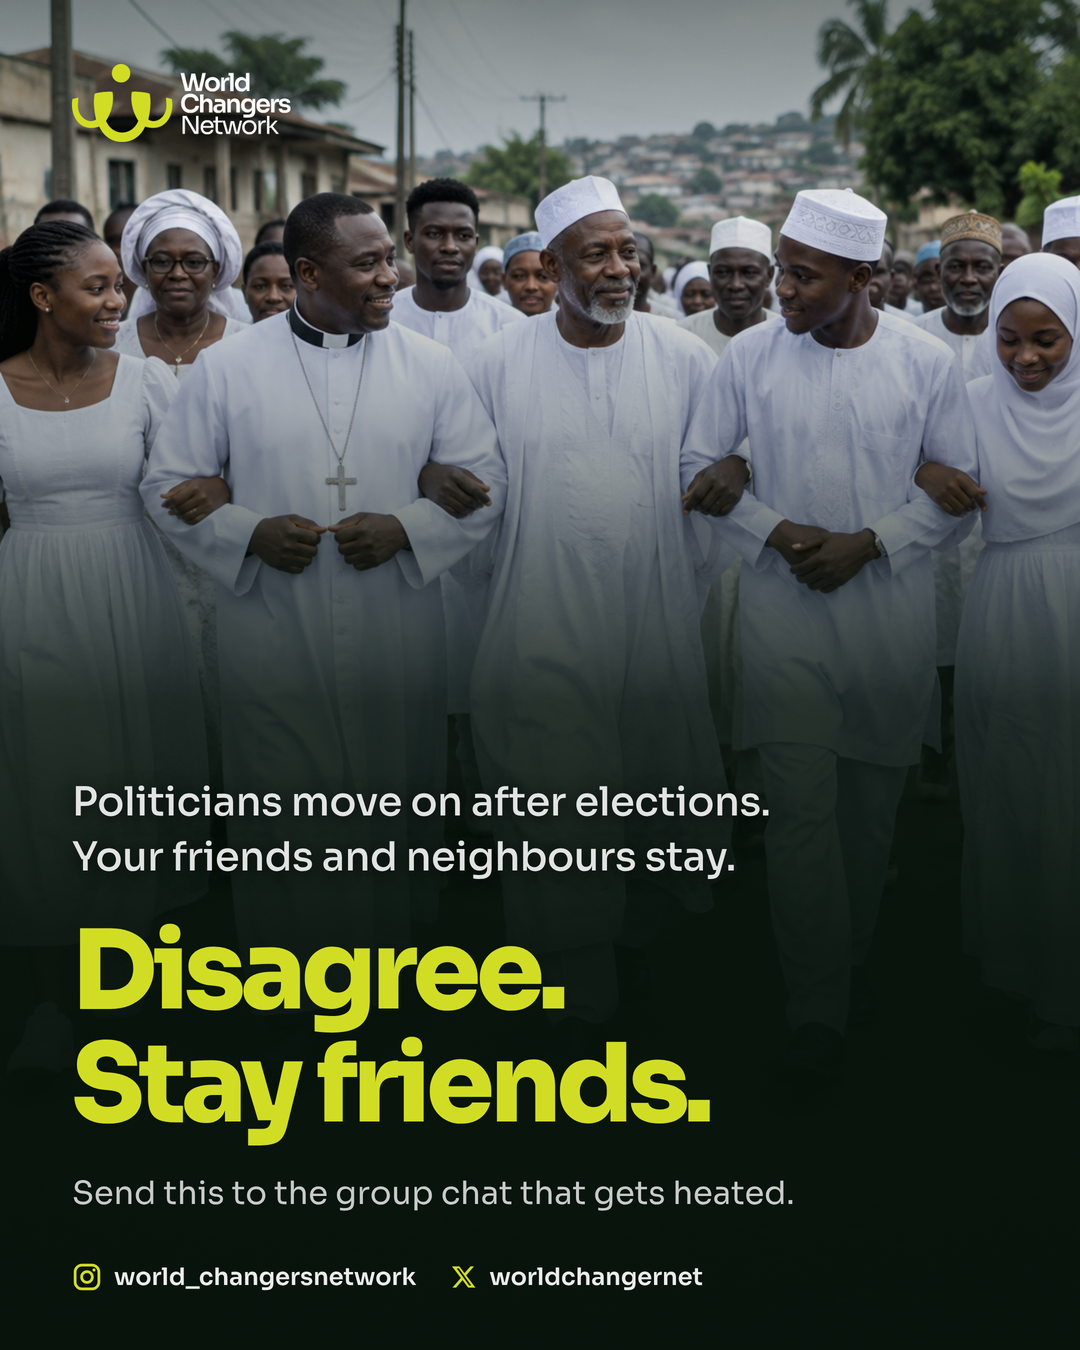 World
Changers
Network
Politicians move on after elections.
Your friends and neighbours stay.
Disagree.
Stay friends.
Send this to the group chat that gets heated.
world_changersnetwork
worldchangernet